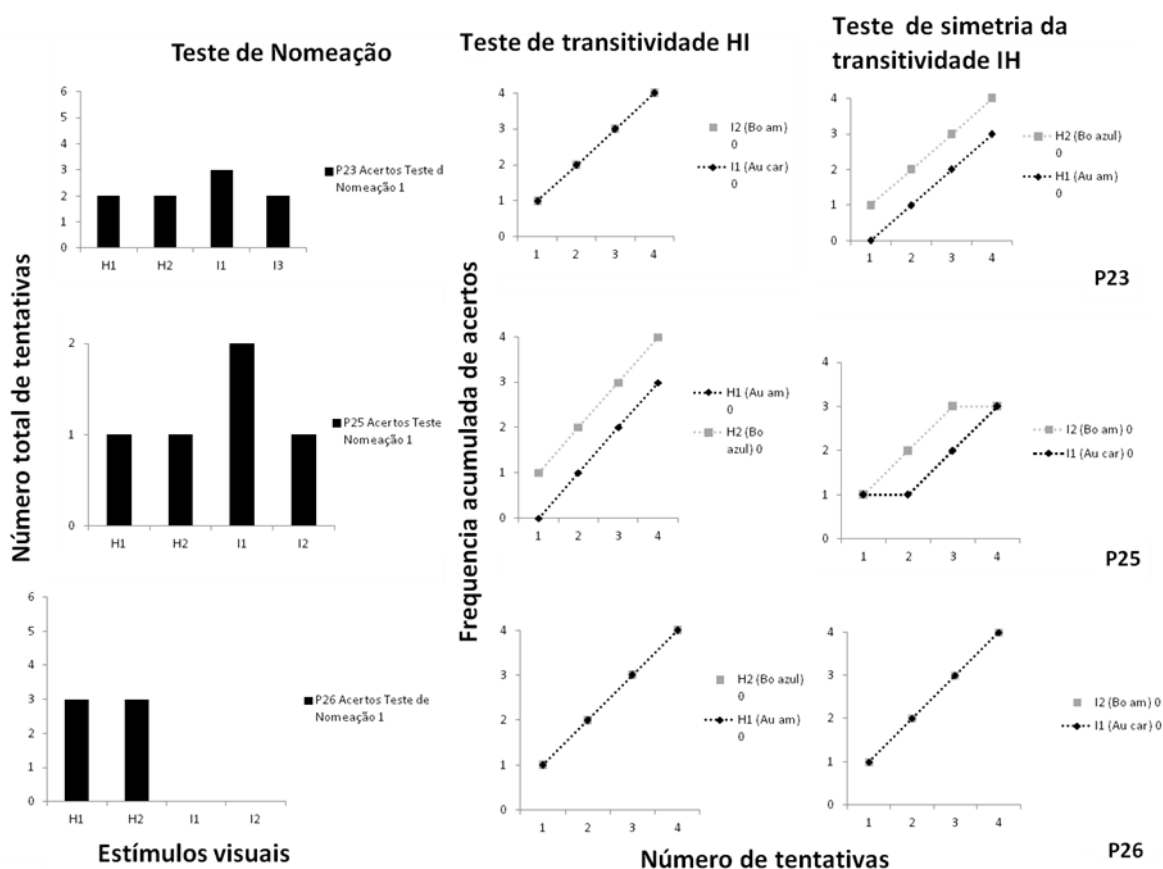 Teste de Nomeação
Teste de transitividade HI
Teste de simetria da
transitividade IH
Número total de tentativas
6
5
4
3
2
1
0
H1 H2 I1 I3
P23 Acertos Teste d
Nomeação 1
Frequencia acumulada de acertos
4
3
2
1
0
1 2 3 4
I2 (Bo am)
0
I1 (Au car)
0
4
3
2
1
0
1 2 3 4
H2 (Bo azul)
0
H1 (Au am)
0
P23
2
1
0
H1 H2 I1 I2
P25 Acertos Teste
Nomeação 1
4
3
2
1
0
1 2 3 4
H1 (Au am)
0
H2 (Bo
azul) 0
4
3
2
1
0
1 2 3 4
I2 (Bo am) 0
I1 (Au car) 0
P25
6
5
4
3
2
1
0
H1 H2 I1 I2
P26 Acertos Teste de
Nomeação 1
4
3
2
1
0
1 2 3 4
H2 (Bo azul)
0
H1 (Au am)
0
4
3
2
1
0
1 2 3 4
I2 (Bo am) 0
I1 (Au car) 0
P26
Estímulos visuais
Número de tentativas